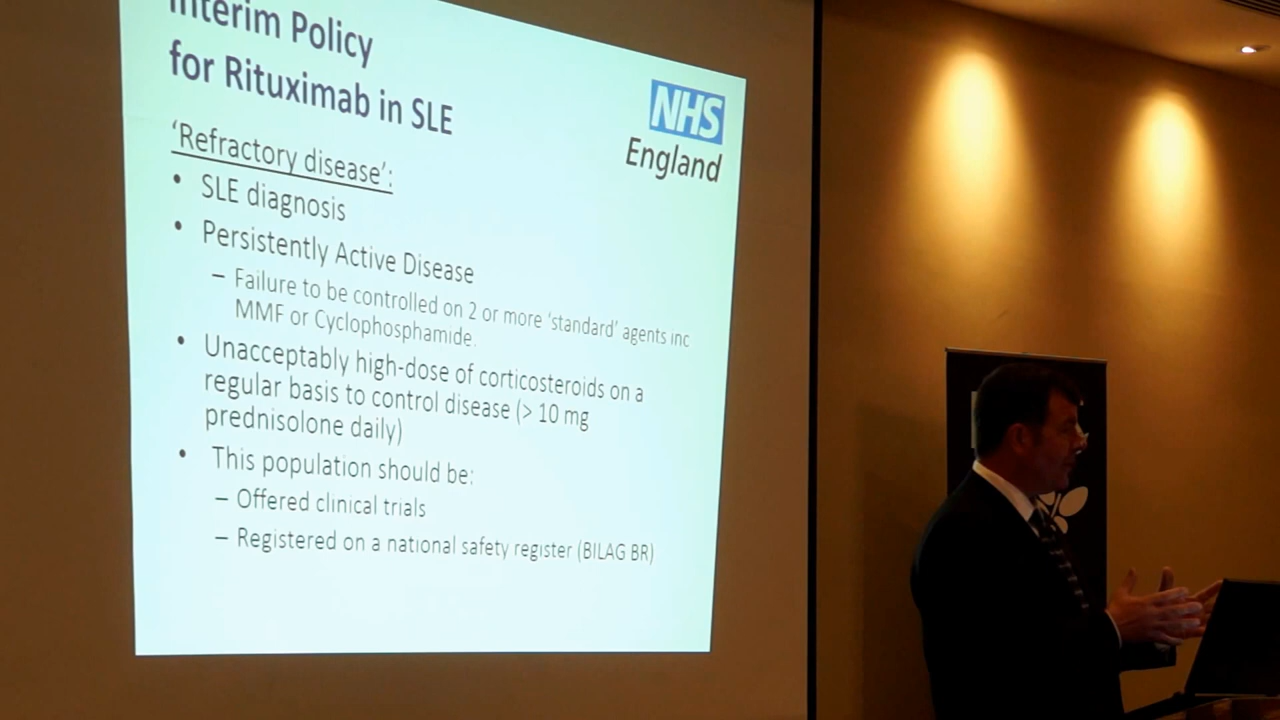 Interim Policy
for Rituximab in SLE
NHS
England
‘Refractory disease’:
• SLE diagnosis
• Persistently Active Disease
– Failure to be controlled on 2 or more ‘standard’ agents inc
MMF or Cyclophosphamide.
• Unacceptably high-dose of corticosteroids on a
regular basis to control disease (> 10 mg
prednisolone daily)
• This population should be:
– Offered clinical trials
– Registered on a national safety register (BILAG BR)